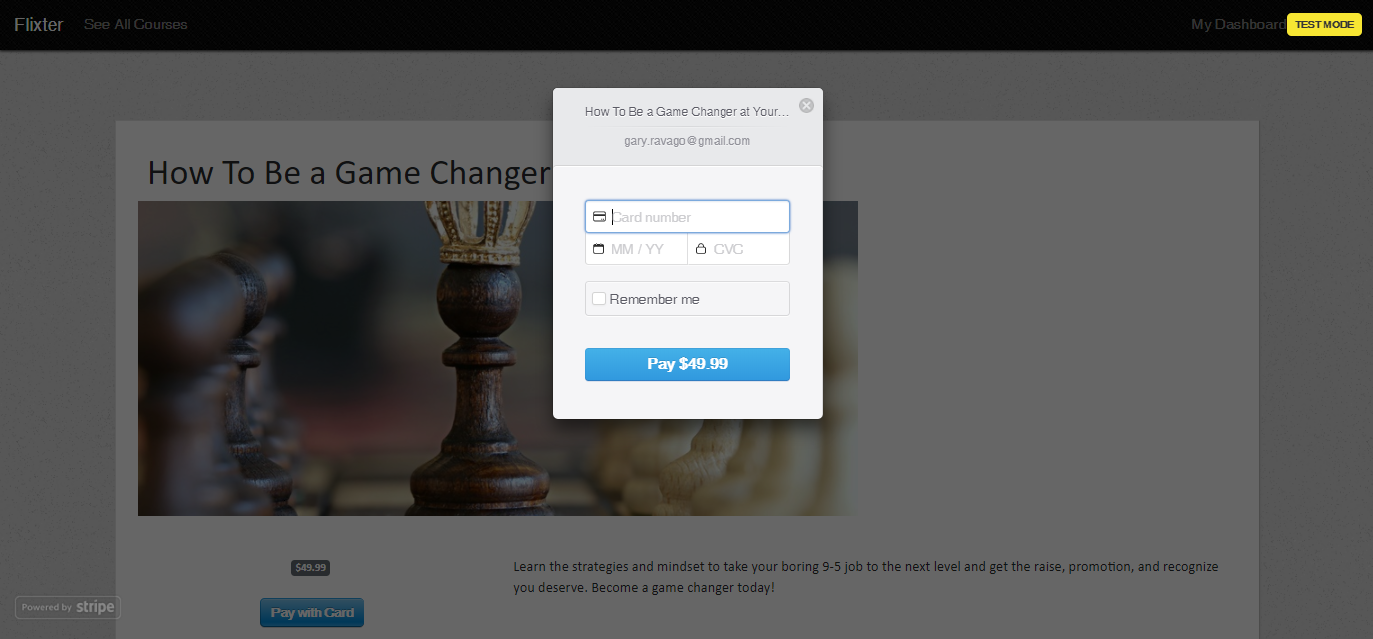 Flixter See All Courses My Dashboard TEST MODE
How To Be a Game Changer at Your...
gary.ravago@gmail.com
How To Be a Game Changer
Card number
MM / YY CVC
Remember me
Pay $49.99
$49.99
Learn the strategies and mindset to take your boring 9-5 job to the next level and get the raise, promotion, and recognize
you deserve. Become a game changer today!
Pay with Card
Powered by stripe